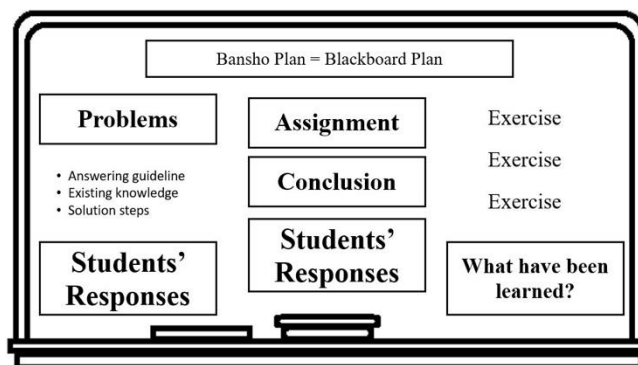 Bansho Plan = Blackboard Plan
Problems
• Answering guideline
• Existing knowledge
• Solution steps
Students’
Responses
Assignment
Conclusion
Students’
Responses
Exercise
Exercise
Exercise
What have been
learned?